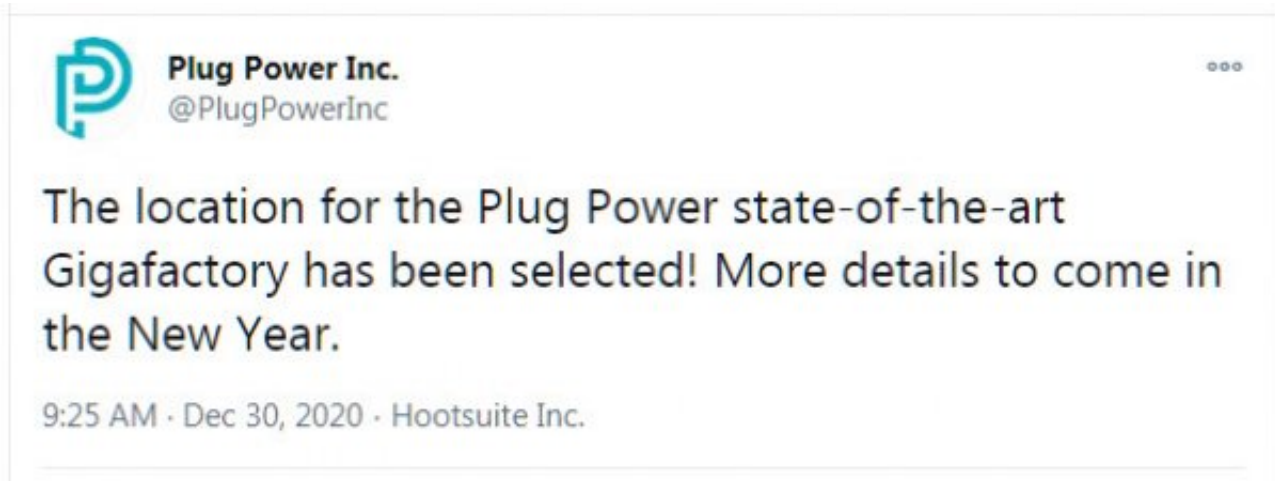 Plug Power Inc.
@PlugPowerInc
The location for the Plug Power state-of-the-art
Gigafactory has been selected! More details to come in
the New Year.
9:25 AM · Dec 30, 2020 · Hootsuite Inc.